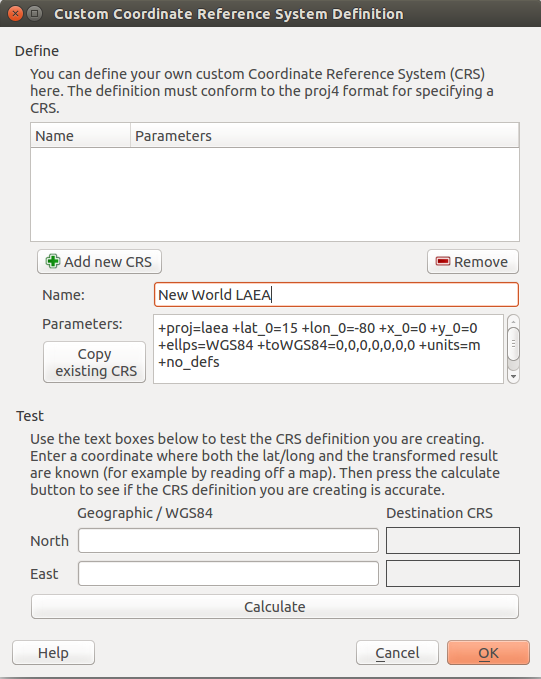 Custom Coordinate Reference System Definition
Define
You can define your own custom Coordinate Reference System (CRS)
here. The definition must conform to the proj4 format for specifying a
CRS.
Name Parameters
Add new CRS Remove
Name: New World LAEA
Parameters: +proj=laea +lat_0=15 +lon_0=-80 +x_0=0 +y_0=0
+ellps=WGS84 +toWGS84=0,0,0,0,0,0,0 +units=m
+no_defs
Copy
existing CRS
Test
Use the text boxes below to test the CRS definition you are creating.
Enter a coordinate where both the lat/long and the transformed result
are known (for example by reading off a map). Then press the calculate
button to see if the CRS definition you are creating is accurate.
Geographic / WGS84 Destination CRS
North
East
Calculate
Help Cancel OK